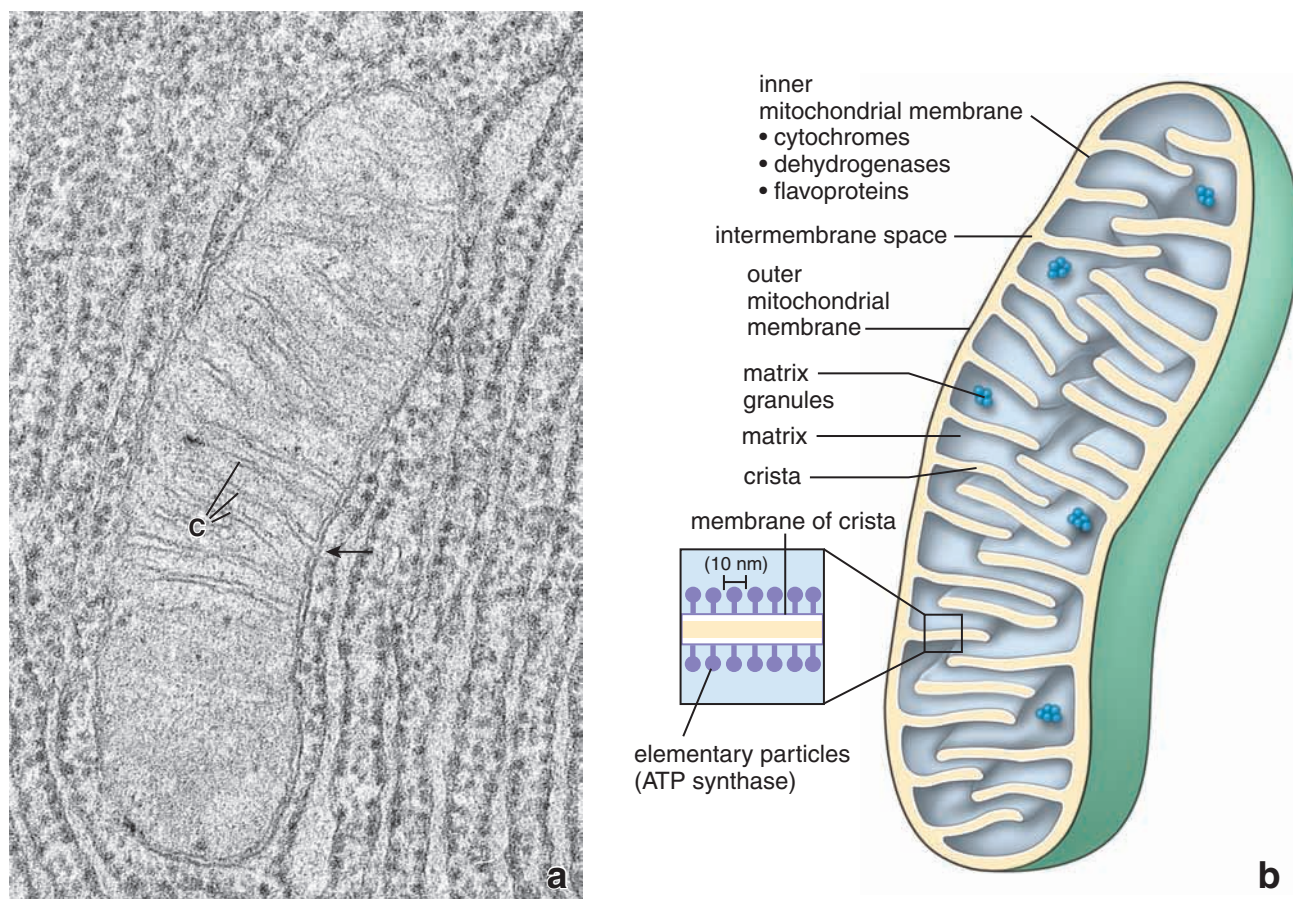 C
a
inner
mitochondrial membrane
• cytochromes
• dehydrogenases
• flavoproteins
intermembrane space
outer
mitochondrial
membrane
matrix
granules
matrix
crista
membrane of crista
(10 nm)
elementary particles
(ATP synthase)
b